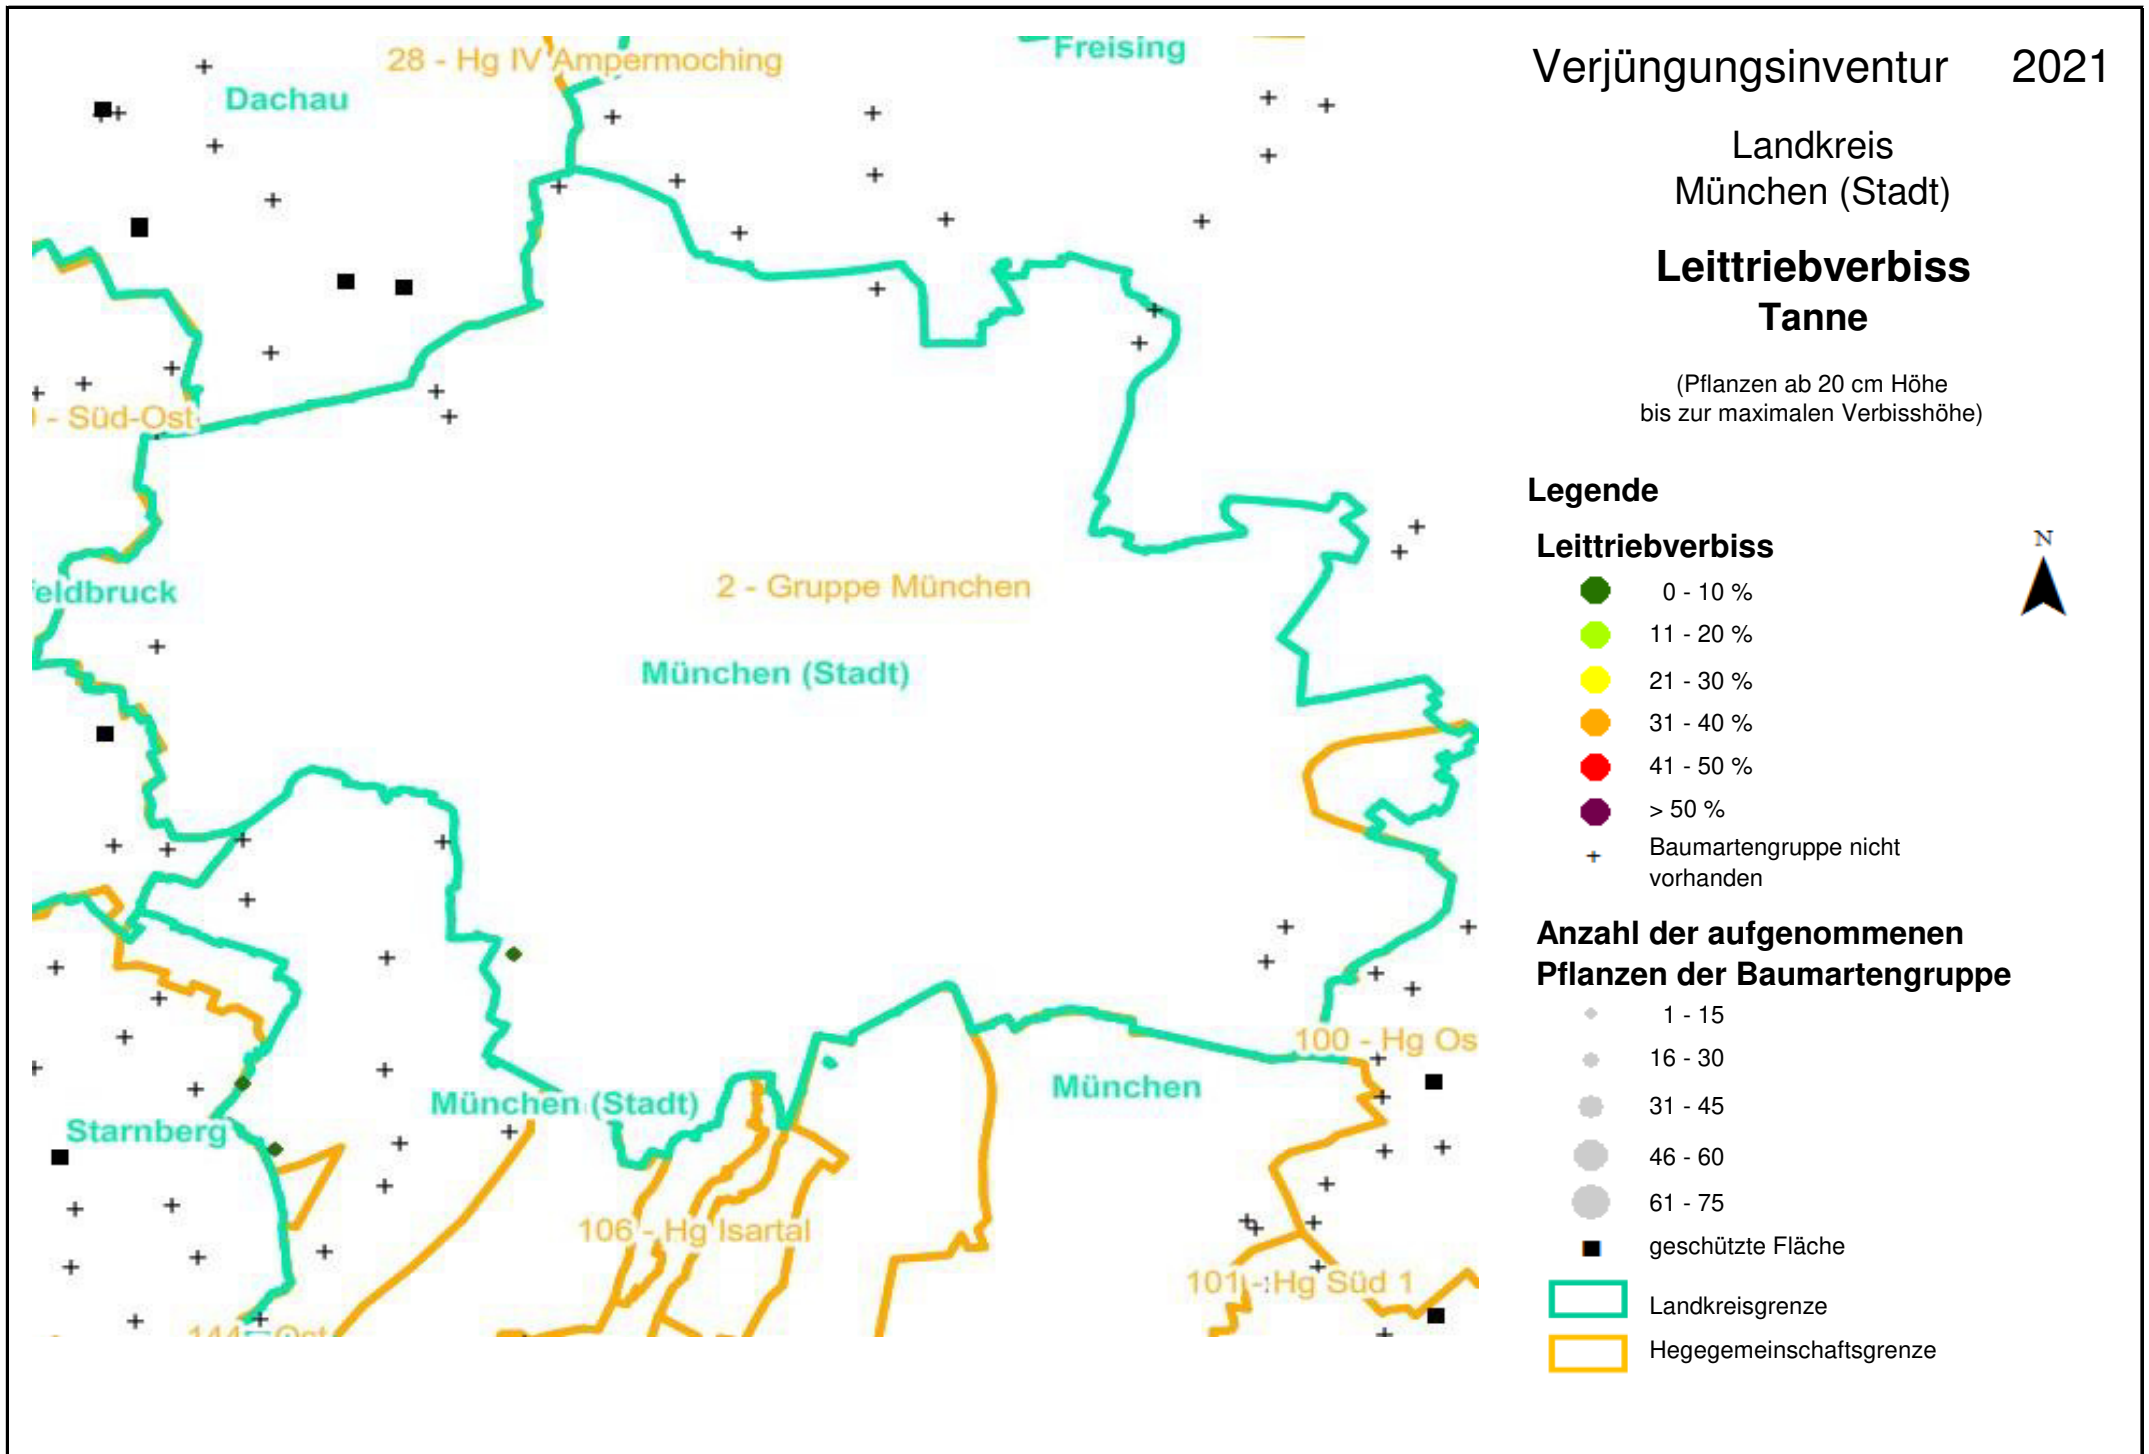 Verjüngungsinventur 2021
Landkreis
München (Stadt)
Leittriebverbiss
Tanne
(Pflanzen ab 20 cm Höhe
bis zur maximalen Verbisshöhe)
Legende
Leittriebverbiss
0 - 10 %
11 - 20 %
21 - 30 %
31 - 40 %
41 - 50 %
> 50 %
Baumartengruppe nicht
vorhanden
Anzahl der aufgenommenen
Pflanzen der Baumartengruppe
1 - 15
16 - 30
31 - 45
46 - 60
61 - 75
geschützte Fläche
Landkreisgrenze
Hegegemeinschaftsgrenze
N
28 - Hg IV Ampermoching
Freising
Dachau
- Süd-Ost
eldbruck
2 - Gruppe München
München (Stadt)
100 - Hg Os
München
München (Stadt)
Starnberg
106 - Hg Isartal
101 - Hg Süd 1
144 - Ost